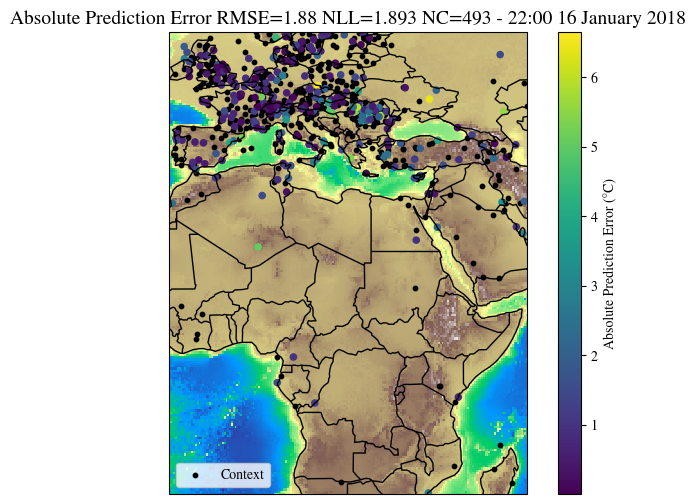 Absolute Prediction Error RMSE=1.88 NLL=1.893 NC=493 - 22:00 16 January 2018
6
5
4
3
2
1
Absolute Prediction Error (°C)
Context